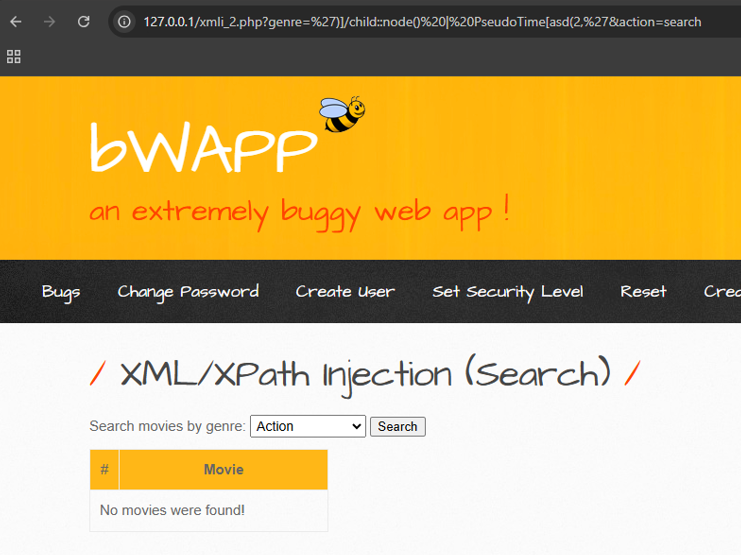 127.0.0.1/xmli_2.php?genre=%27)]/child::node()%20|%20PseudoTime[asd(2,%27&action=search
bWAPP
an extremely buggy web app !
Bugs Change Password Create User Set Security Level Reset Crea
/ XML/XPath Injection (Search) /
Search movies by genre: Action Search
# Movie
No movies were found!